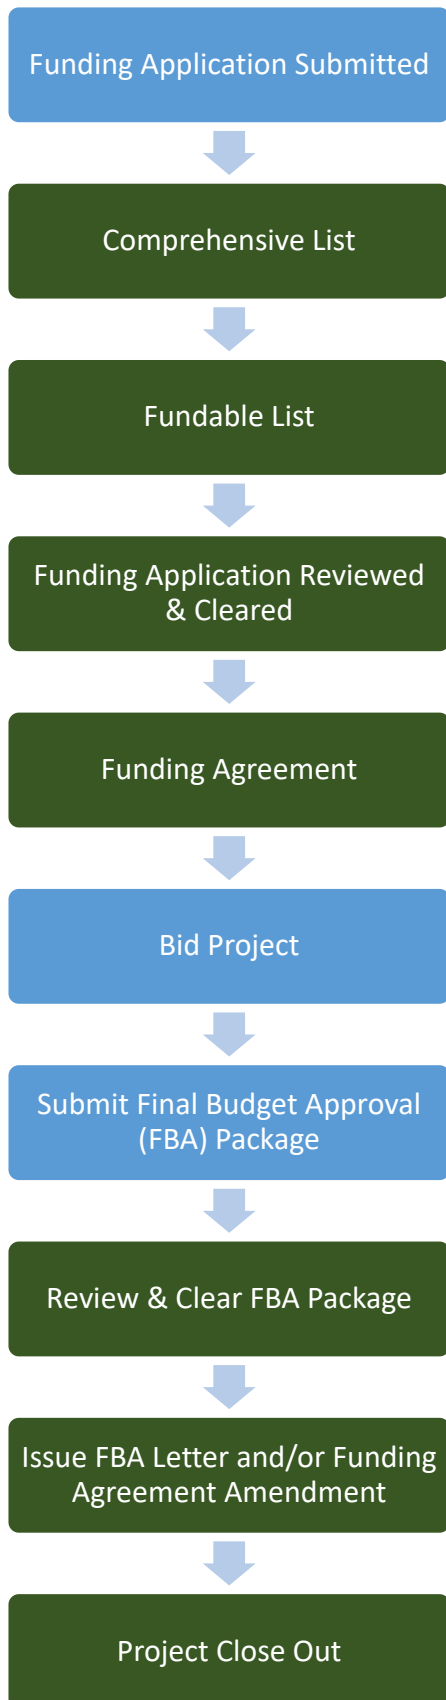 Funding Application Submitted
Comprehensive List
Fundable List
Funding Application Reviewed
& Cleared
Funding Agreement
Bid Project
Submit Final Budget Approval
(FBA) Package
Review & Clear FBA Package
Issue FBA Letter and/or Funding
Agreement Amendment
Project Close Out